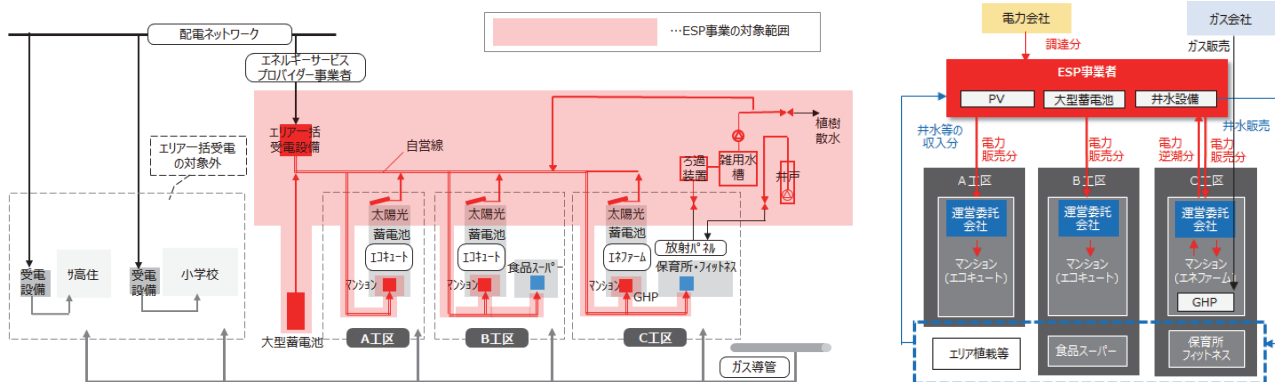 配電ネットワーク
…ESP事業の対象範囲
エネルギーサービス
プロバイダー事業者
エリア一括
受電設備
エリア一括受電
の対象外
自営線
植樹
散水
ろ過
装置
雑用水
槽
井戸
太陽光
蓄電池
エコキュート
マンション
太陽光
蓄電池
エコキュート
マンション
食品スーパー
太陽光
蓄電池
エネファーム
マンション
GHP
放射パネル
保育所・フィットネス
受電
設備
サ高住
受電
設備
小学校
大型蓄電池
A工区
B工区
C工区
ガス導管
電力会社
ガス会社
調達分
ガス販売
ESP事業者
PV
大型蓄電池
井水設備
井水等の
収入分
電力
販売分
電力
販売分
電力
逆潮分
電力
販売分
井水販売
A工区
B工区
C工区
運営委託
会社
運営委託
会社
運営委託
会社
マンション
(エコキュート)
マンション
(エコキュート)
マンション
(エネファーム)
GHP
エリア植栽等
食品スーパー
保育所
フィットネス